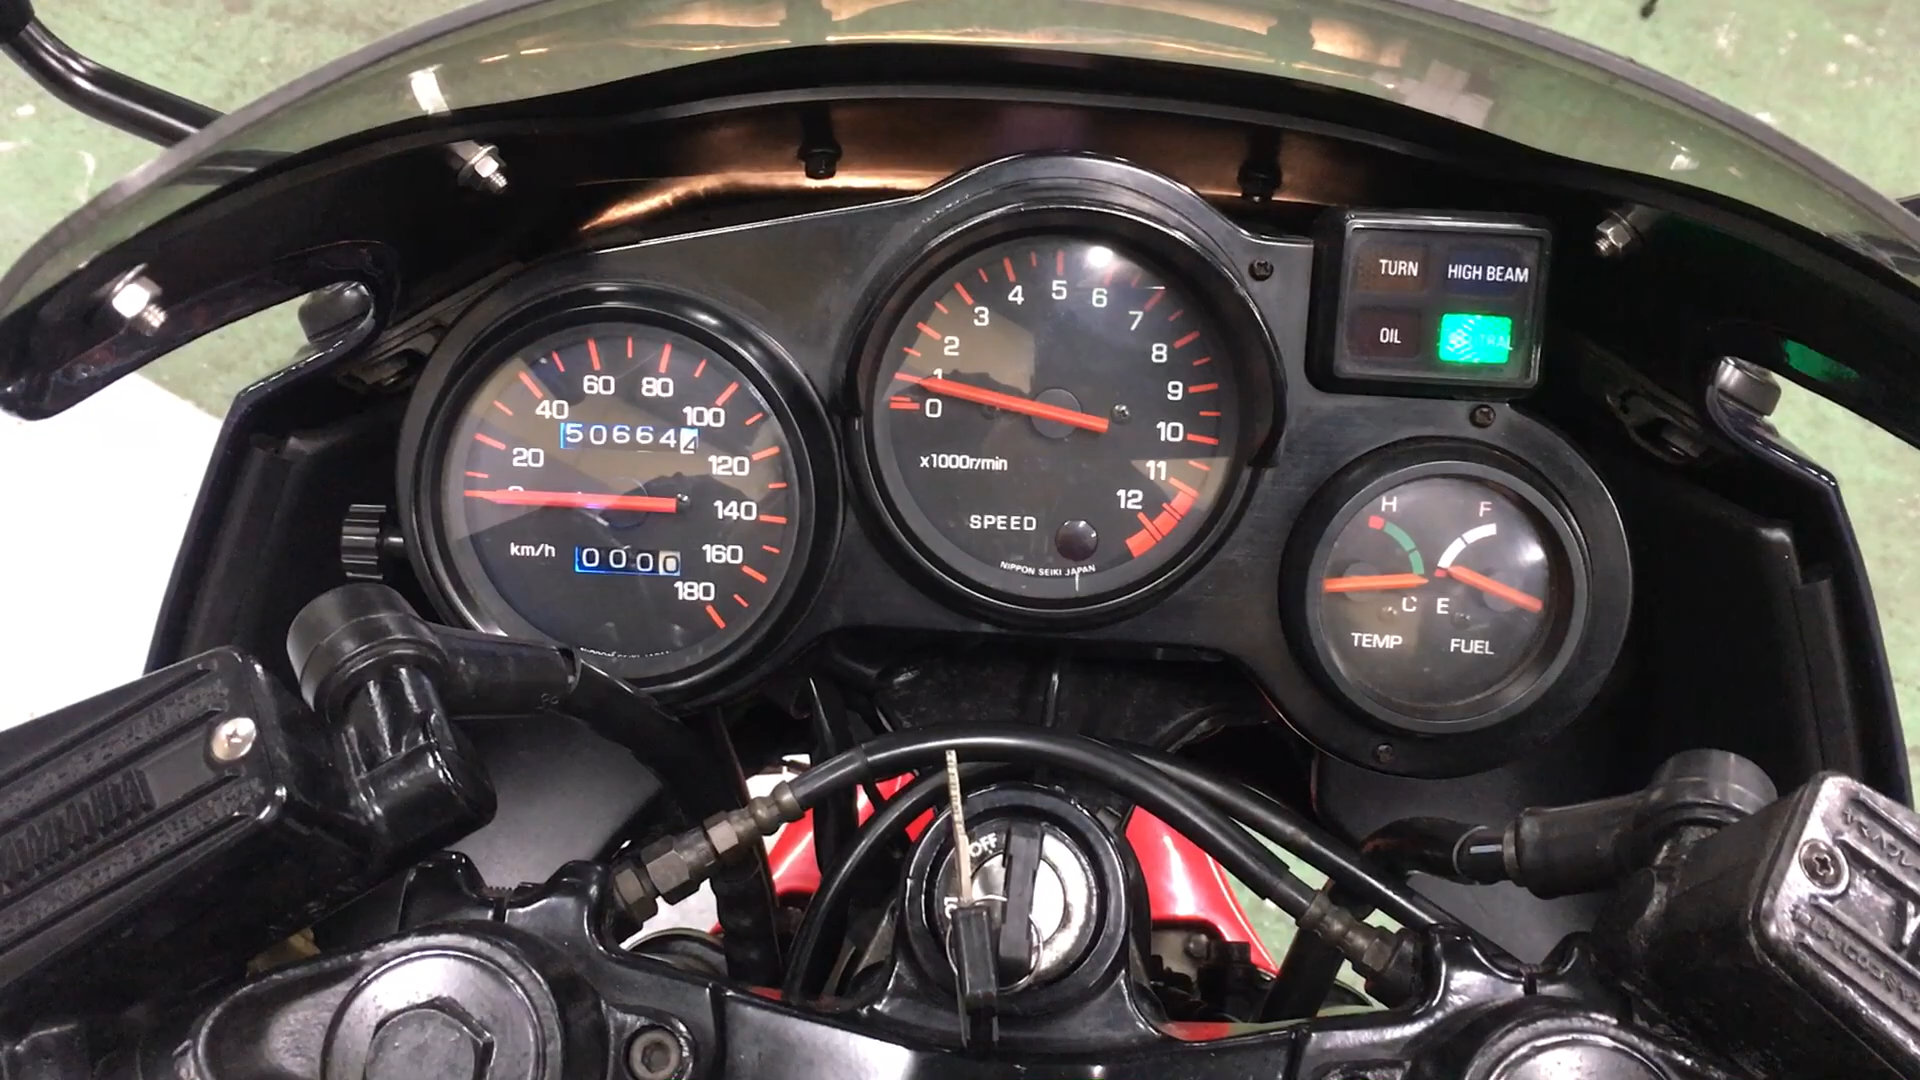 TURN HIGH BEAM
OIL
0 1 2 3 4 5 6 7 8 9 10 11 12
x1000r/min
SPEED
NIPPON SEIKI JAPAN
20 40 60 80 100 120 140 160 180
50664
km/h
0000
H F
C E
TEMP FUEL
OFF